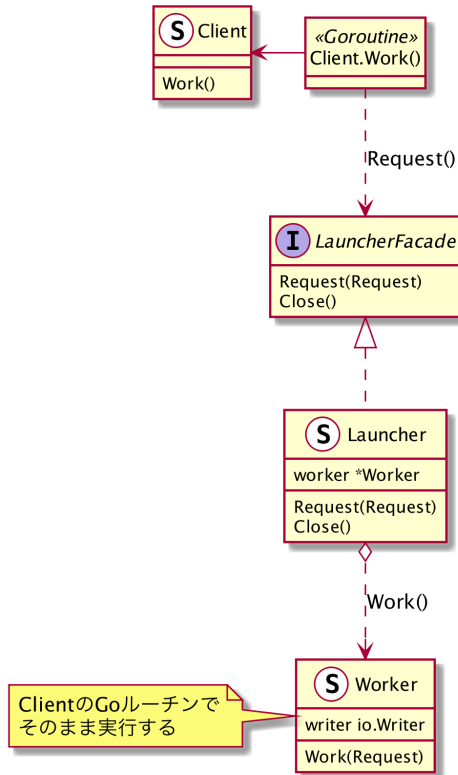 S Client
Work()
«Goroutine»
Client.Work()
Request()
I LauncherFacade
Request(Request)
Close()
S Launcher
worker *Worker
Request(Request)
Close()
Work()
S Worker
writer io.Writer
Work(Request)
ClientのGoルーチンで
そのまま実行する